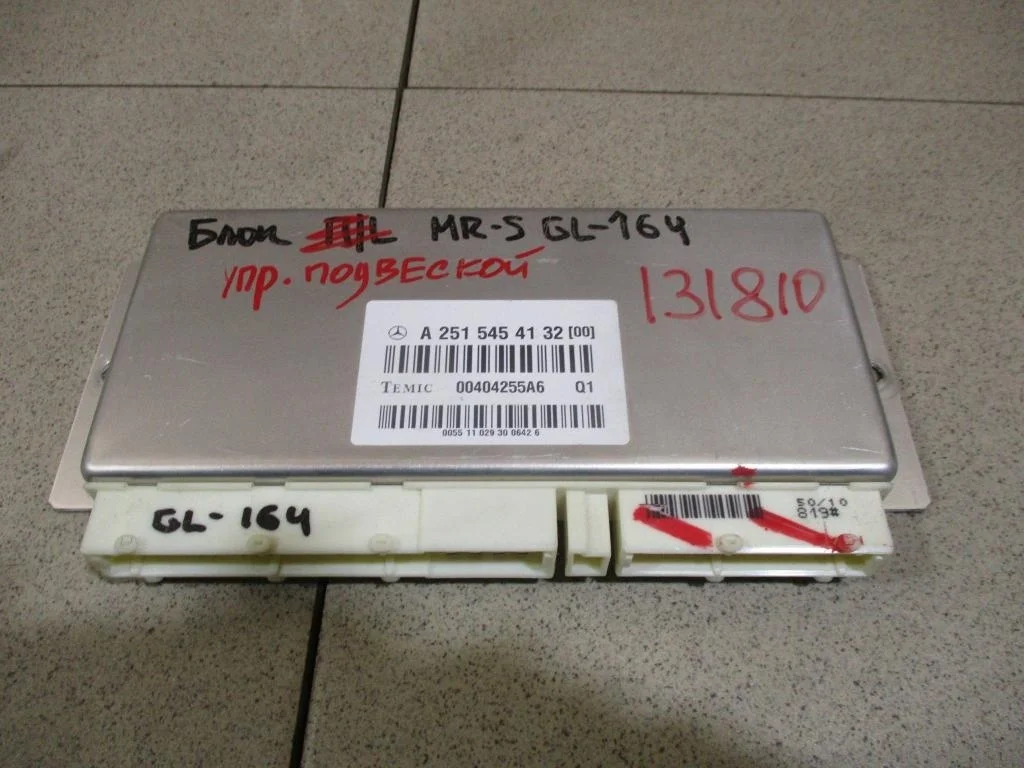 Блок MR-S GL-164
упр. подвеской
131810
A 251 545 41 32 [00]
TEMIC 00404255A6 Q1
0055 11 029 30 0642 6
GL-164
50/10
819#